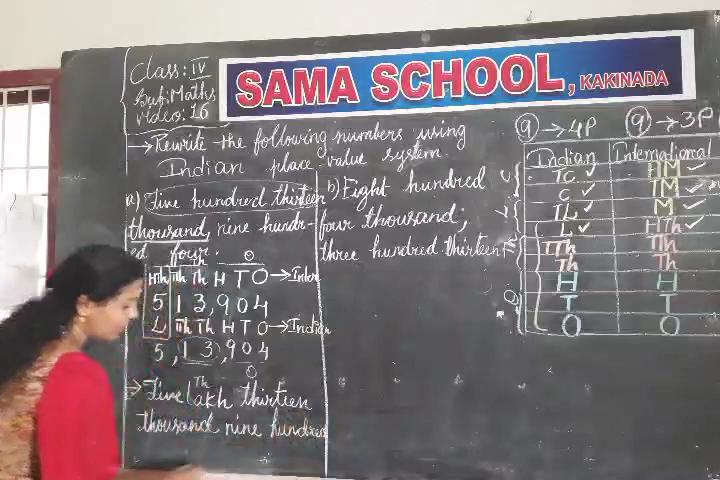 Class: IV
Sub: Maths
Video: 16
SAMA SCHOOL, KAKINADA
→ Rewrite the following numbers using
Indian place value system.
a) Five hundred thirteen
thousand, nine hundr-
ed four.
Th O
HTh TTh Th H T O → Inter
5 1 3, 9 0 4
L TTh Th H T O → Indian
5, 1 3, 9 0 4
Th O
⇒ Five lakh thirteen
thousand nine hundred
b) Eight hundred
four thousand,
three hundred thirteen
9 → 4P 9 → 3P
Indian International
TC ✓ HM ✓
C ✓ TM ✓
TL ✓ M ✓
L ✓ HTh ✓
TTh TTh
Th Th
H H
T T
O O